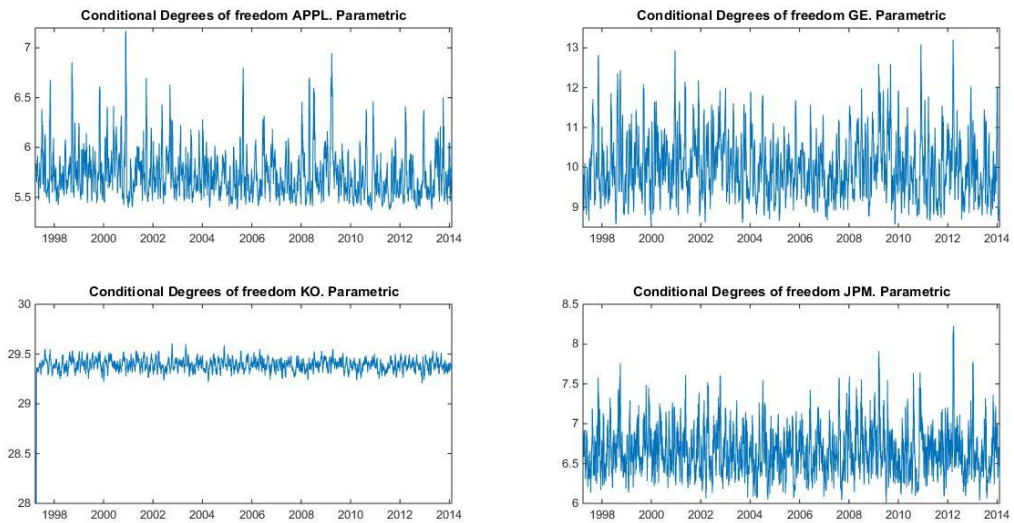 Conditional Degrees of freedom APPL. Parametric
7
6.5
6
5.5
1998 2000 2002 2004 2006 2008 2010 2012 2014
Conditional Degrees of freedom GE. Parametric
13
12
11
10
9
1998 2000 2002 2004 2006 2008 2010 2012 2014
Conditional Degrees of freedom KO. Parametric
30
29.5
29
28.5
28
1998 2000 2002 2004 2006 2008 2010 2012 2014
Conditional Degrees of freedom JPM. Parametric
8.5
8
7.5
7
6.5
6
1998 2000 2002 2004 2006 2008 2010 2012 2014